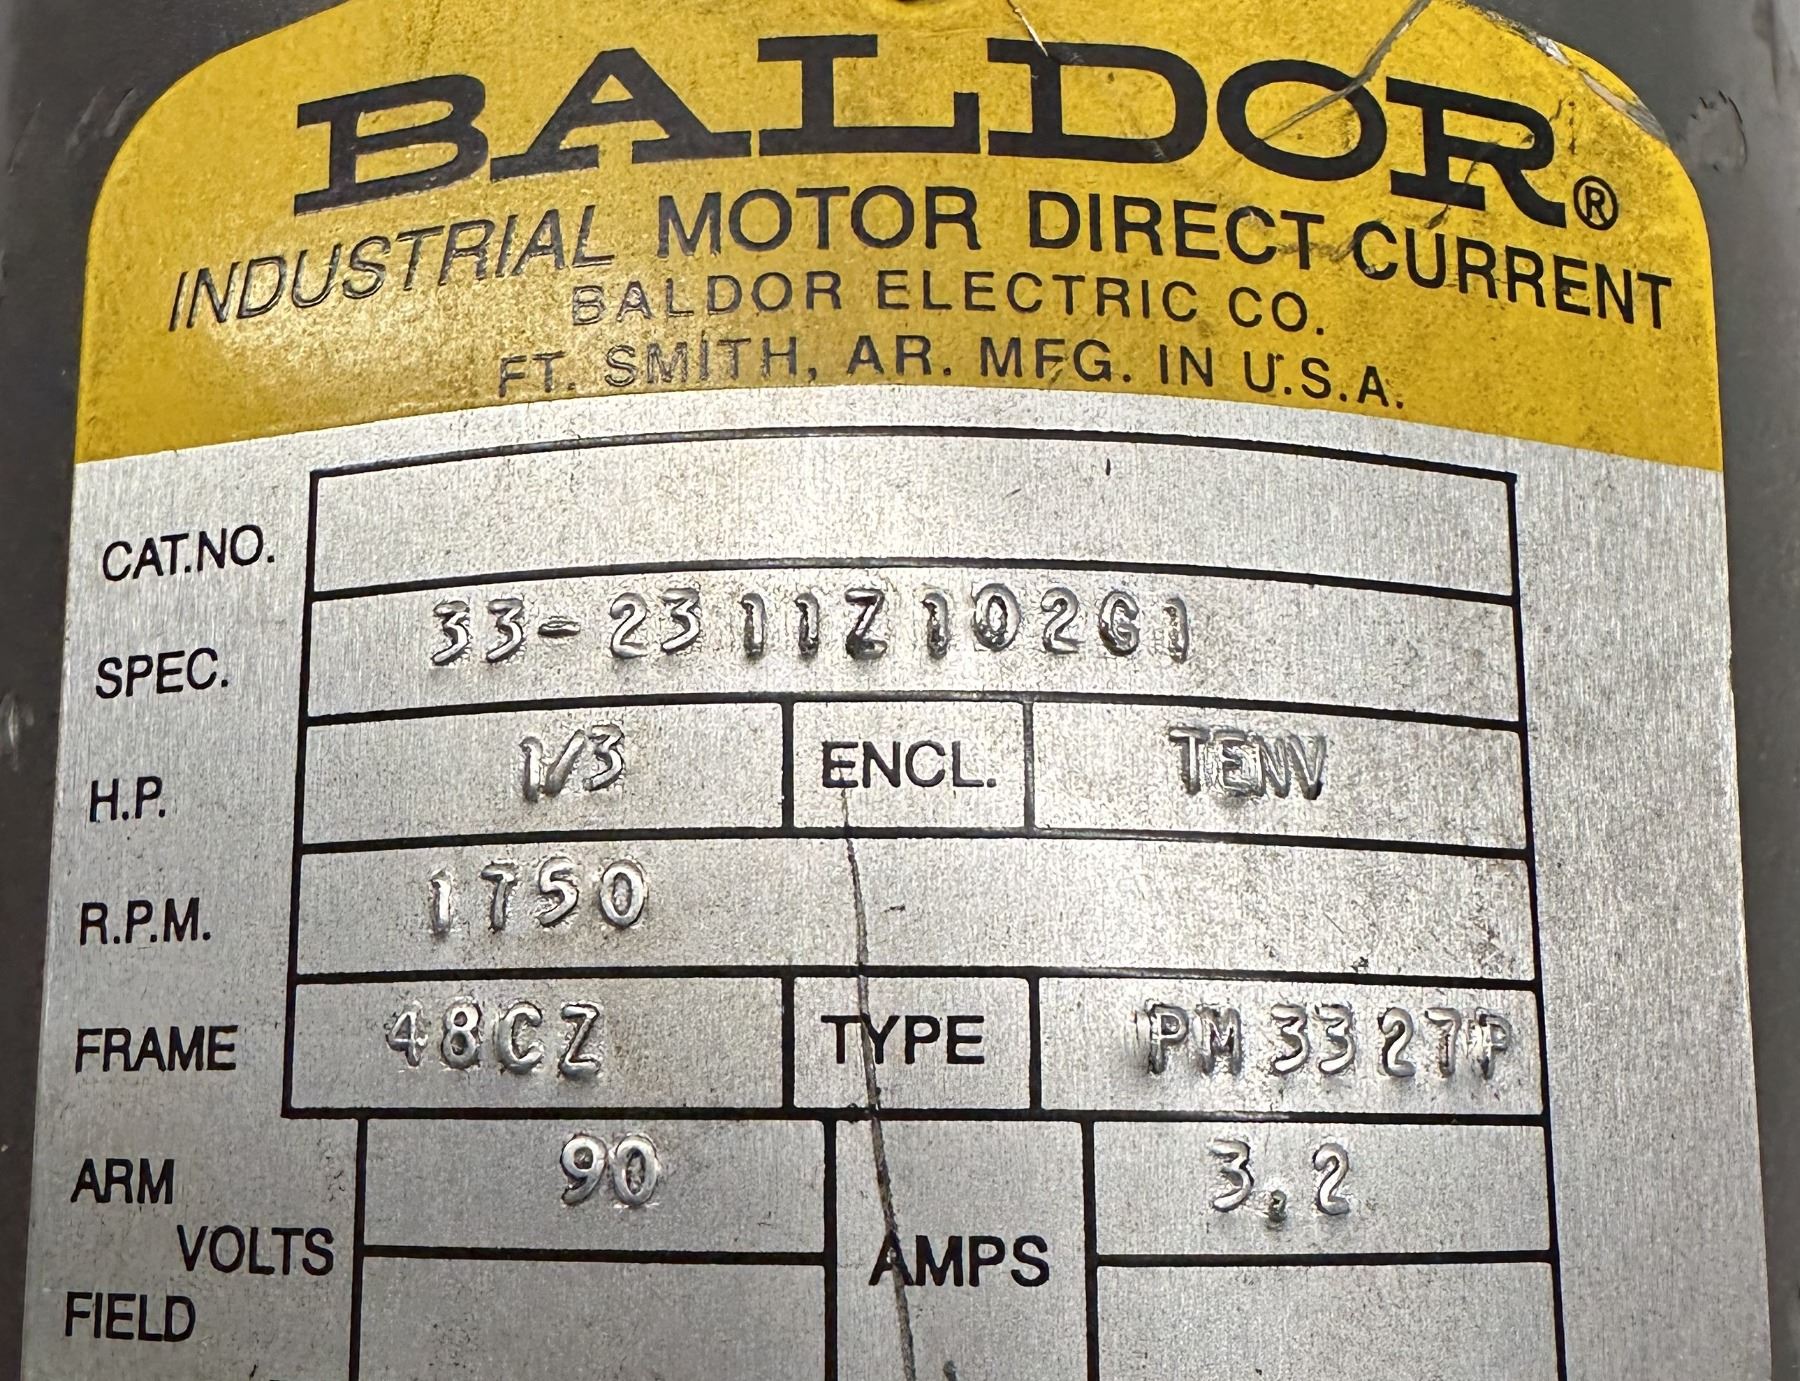 BALDOR®
INDUSTRIAL MOTOR DIRECT CURRENT
BALDOR ELECTRIC CO.
FT. SMITH, AR. MFG. IN U.S.A.
CAT.NO.
SPEC. 33-2311Z102G1
H.P. 1/3 ENCL. TENV
R.P.M. 1750
FRAME 48CZ TYPE PM3327P
ARM 90 3.2
VOLTS AMPS
FIELD